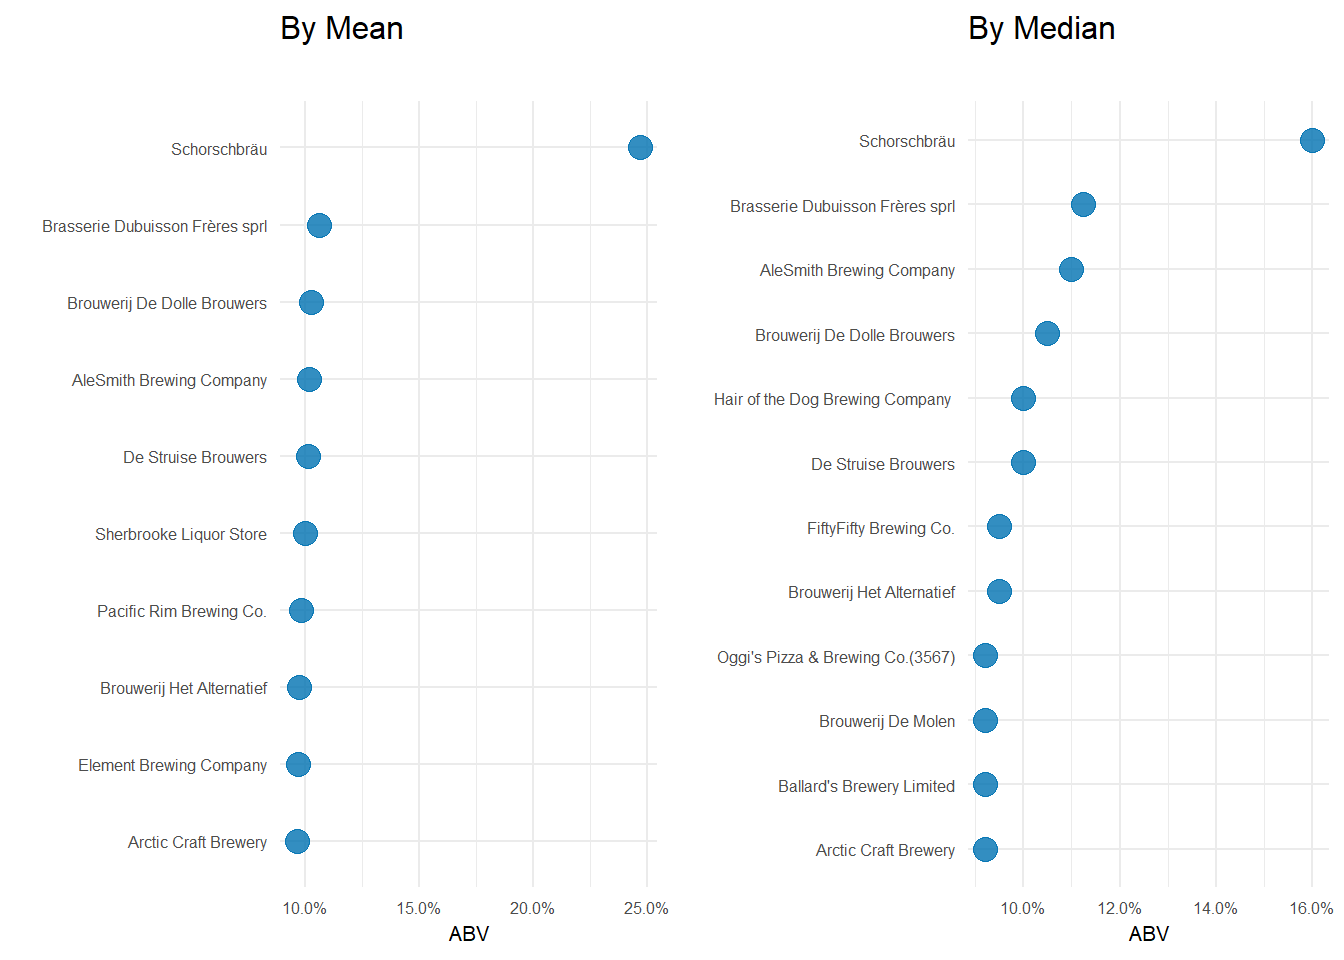 By Mean
Schorschbräu
Brasserie Dubuisson Frères sprl
Brouwerij De Dolle Brouwers
AleSmith Brewing Company
De Struise Brouwers
Sherbrooke Liquor Store
Pacific Rim Brewing Co.
Brouwerij Het Alternatief
Element Brewing Company
Arctic Craft Brewery
10.0% 15.0% 20.0% 25.0%
ABV
By Median
Schorschbräu
Brasserie Dubuisson Frères sprl
AleSmith Brewing Company
Brouwerij De Dolle Brouwers
Hair of the Dog Brewing Company
De Struise Brouwers
FiftyFifty Brewing Co.
Brouwerij Het Alternatief
Oggi's Pizza & Brewing Co.(3567)
Brouwerij De Molen
Ballard's Brewery Limited
Arctic Craft Brewery
10.0% 12.0% 14.0% 16.0%
ABV